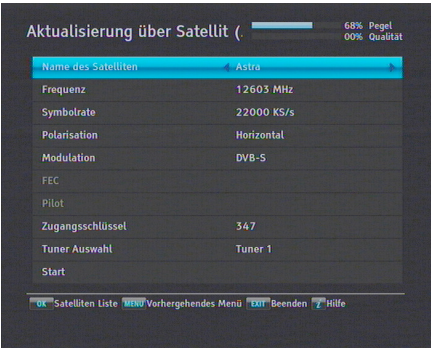 Aktualisierung über Satellit (.
68% Pegel
00% Qualität
Name des Satelliten Astra
Frequenz 12603 MHz
Symbolrate 22000 KS/s
Polarisation Horizontal
Modulation DVB-S
FEC
Pilot
Zugangsschlüssel 347
Tuner Auswahl Tuner 1
Start
OK Satelliten Liste MENU Vorhergehendes Menü EXIT Beenden ? Hilfe